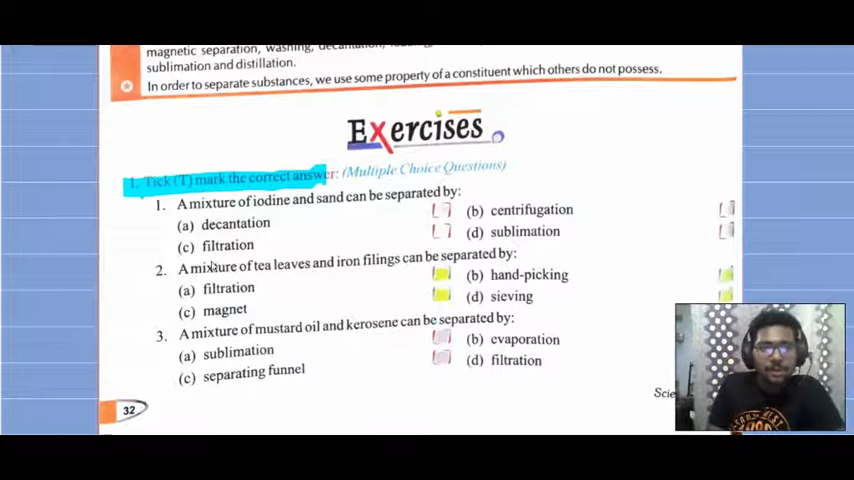 magnetic separation, washing, decantation,
sublimation and distillation.
In order to separate substances, we use some property of a constituent which others do not possess.
Exercises
1. Tick (T) mark the correct answer: (Multiple Choice Questions)
1. A mixture of iodine and sand can be separated by:
(a) decantation (b) centrifugation
(c) filtration (d) sublimation
2. A mixture of tea leaves and iron filings can be separated by:
(a) filtration (b) hand-picking
(c) magnet (d) sieving
3. A mixture of mustard oil and kerosene can be separated by:
(a) sublimation (b) evaporation
(c) separating funnel (d) filtration
32